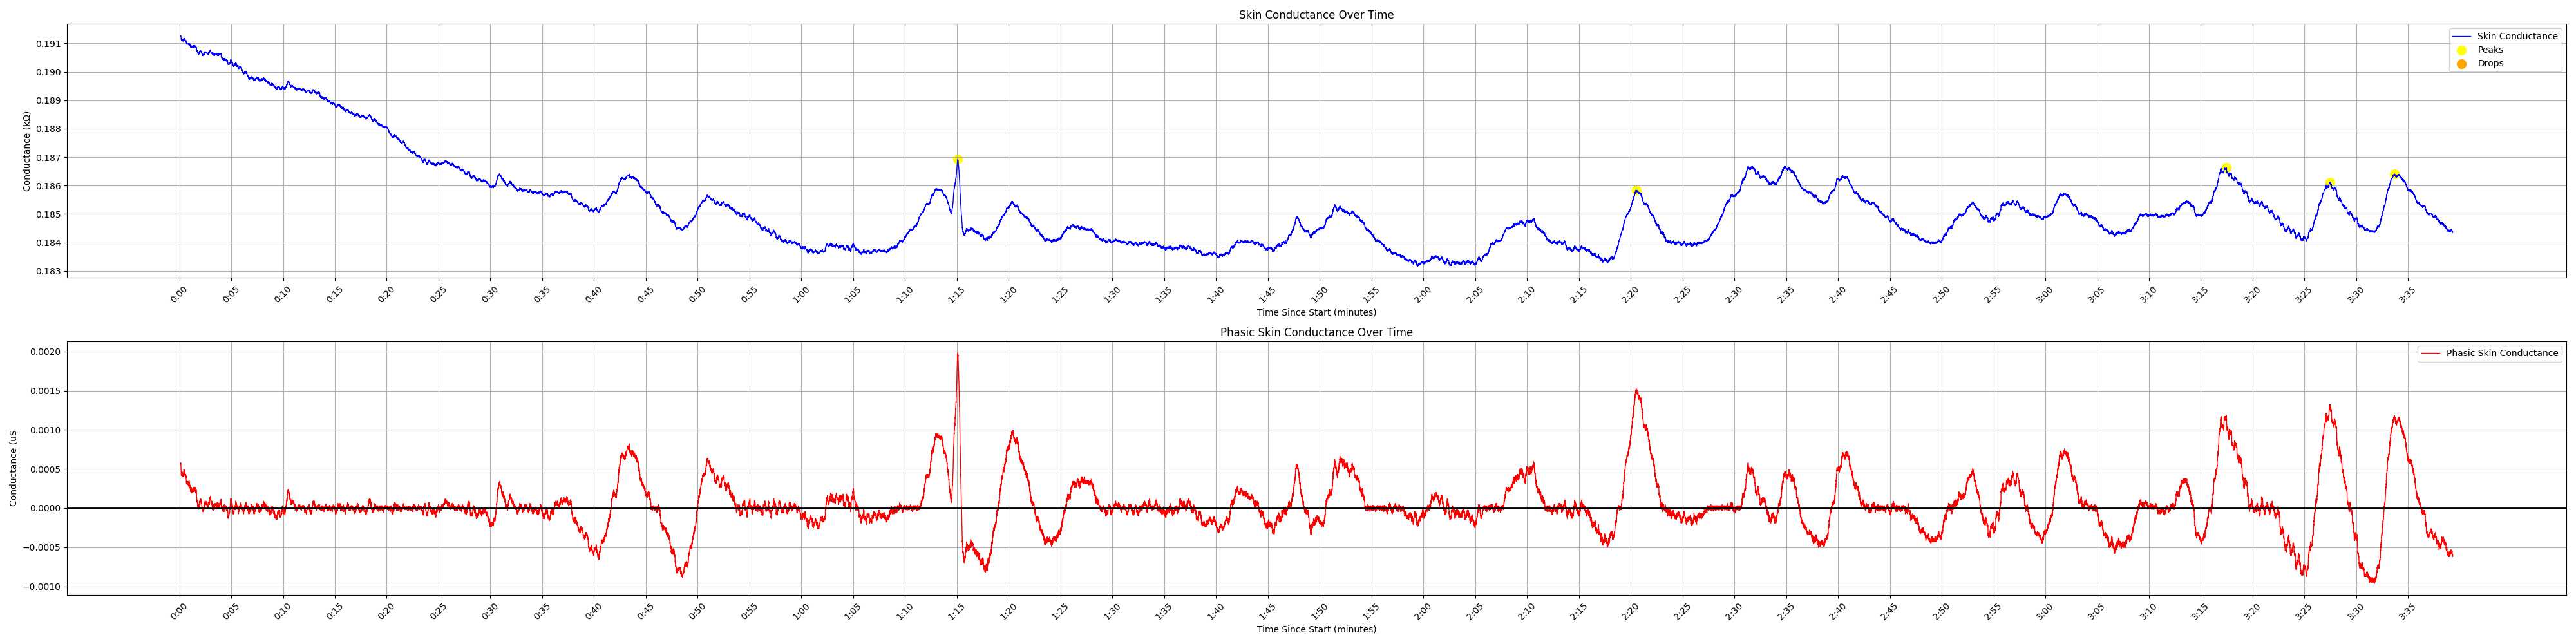 Skin Conductance Over Time
Conductance (kΩ)
0.191
0.190
0.189
0.188
0.187
0.186
0.185
0.184
0.183
Skin Conductance
Peaks
Drops
0:00 0:05 0:10 0:15 0:20 0:25 0:30 0:35 0:40 0:45 0:50 0:55 1:00 1:05 1:10 1:15 1:20 1:25 1:30 1:35 1:40 1:45 1:50 1:55 2:00 2:05 2:10 2:15 2:20 2:25 2:30 2:35 2:40 2:45 2:50 2:55 3:00 3:05 3:10 3:15 3:20 3:25 3:30 3:35
Time Since Start (minutes)
Phasic Skin Conductance Over Time
Conductance (uS
0.0020
0.0015
0.0010
0.0005
0.0000
−0.0005
−0.0010
Phasic Skin Conductance
0:00 0:05 0:10 0:15 0:20 0:25 0:30 0:35 0:40 0:45 0:50 0:55 1:00 1:05 1:10 1:15 1:20 1:25 1:30 1:35 1:40 1:45 1:50 1:55 2:00 2:05 2:10 2:15 2:20 2:25 2:30 2:35 2:40 2:45 2:50 2:55 3:00 3:05 3:10 3:15 3:20 3:25 3:30 3:35
Time Since Start (minutes)